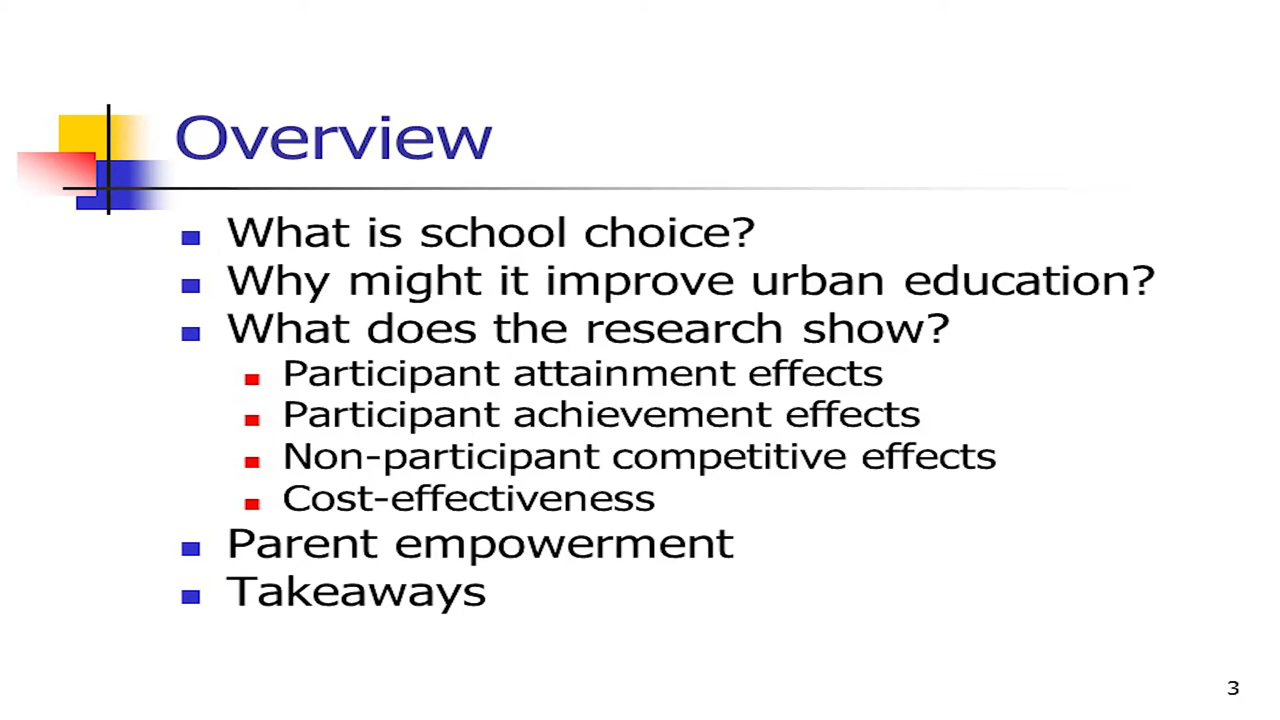 Overview
What is school choice?
Why might it improve urban education?
What does the research show?
Participant attainment effects
Participant achievement effects
Non-participant competitive effects
Cost-effectiveness
Parent empowerment
Takeaways
3